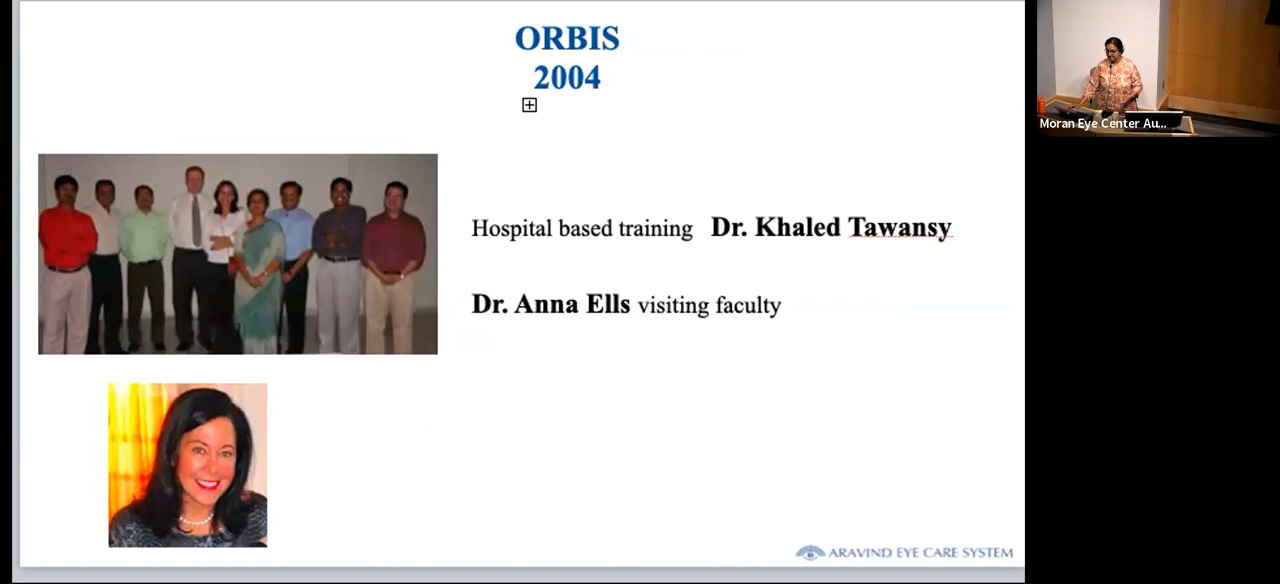 ORBIS
2004
Hospital based training Dr. Khaled Tawansy
Dr. Anna Ells visiting faculty
ARAVIND EYE CARE SYSTEM
Moran Eye Center Au...